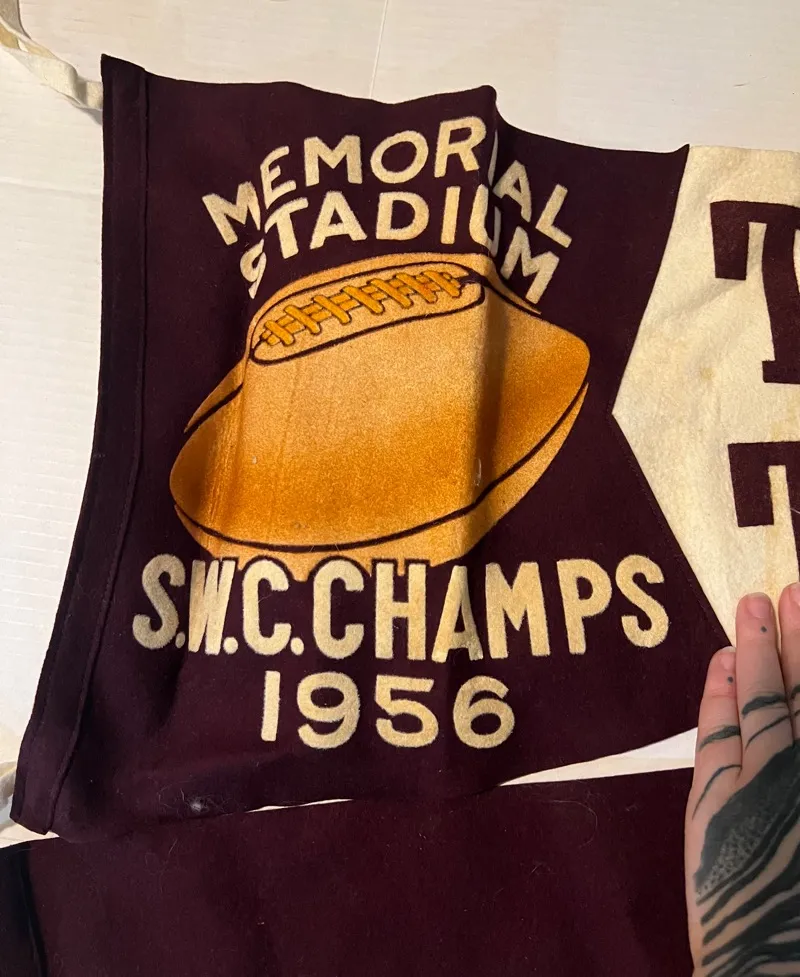 MEMORIAL
STADIUM
S.W.C. CHAMPS
1956
T
T